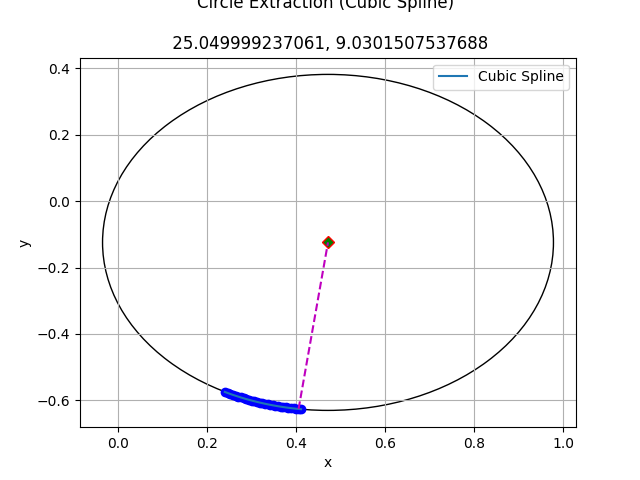 Circle Extraction (Cubic Spline)
25.049999237061, 9.0301507537688
Cubic Spline
0.4
0.2
0.0
−0.2
−0.4
−0.6
y
0.0 0.2 0.4 0.6 0.8 1.0
x